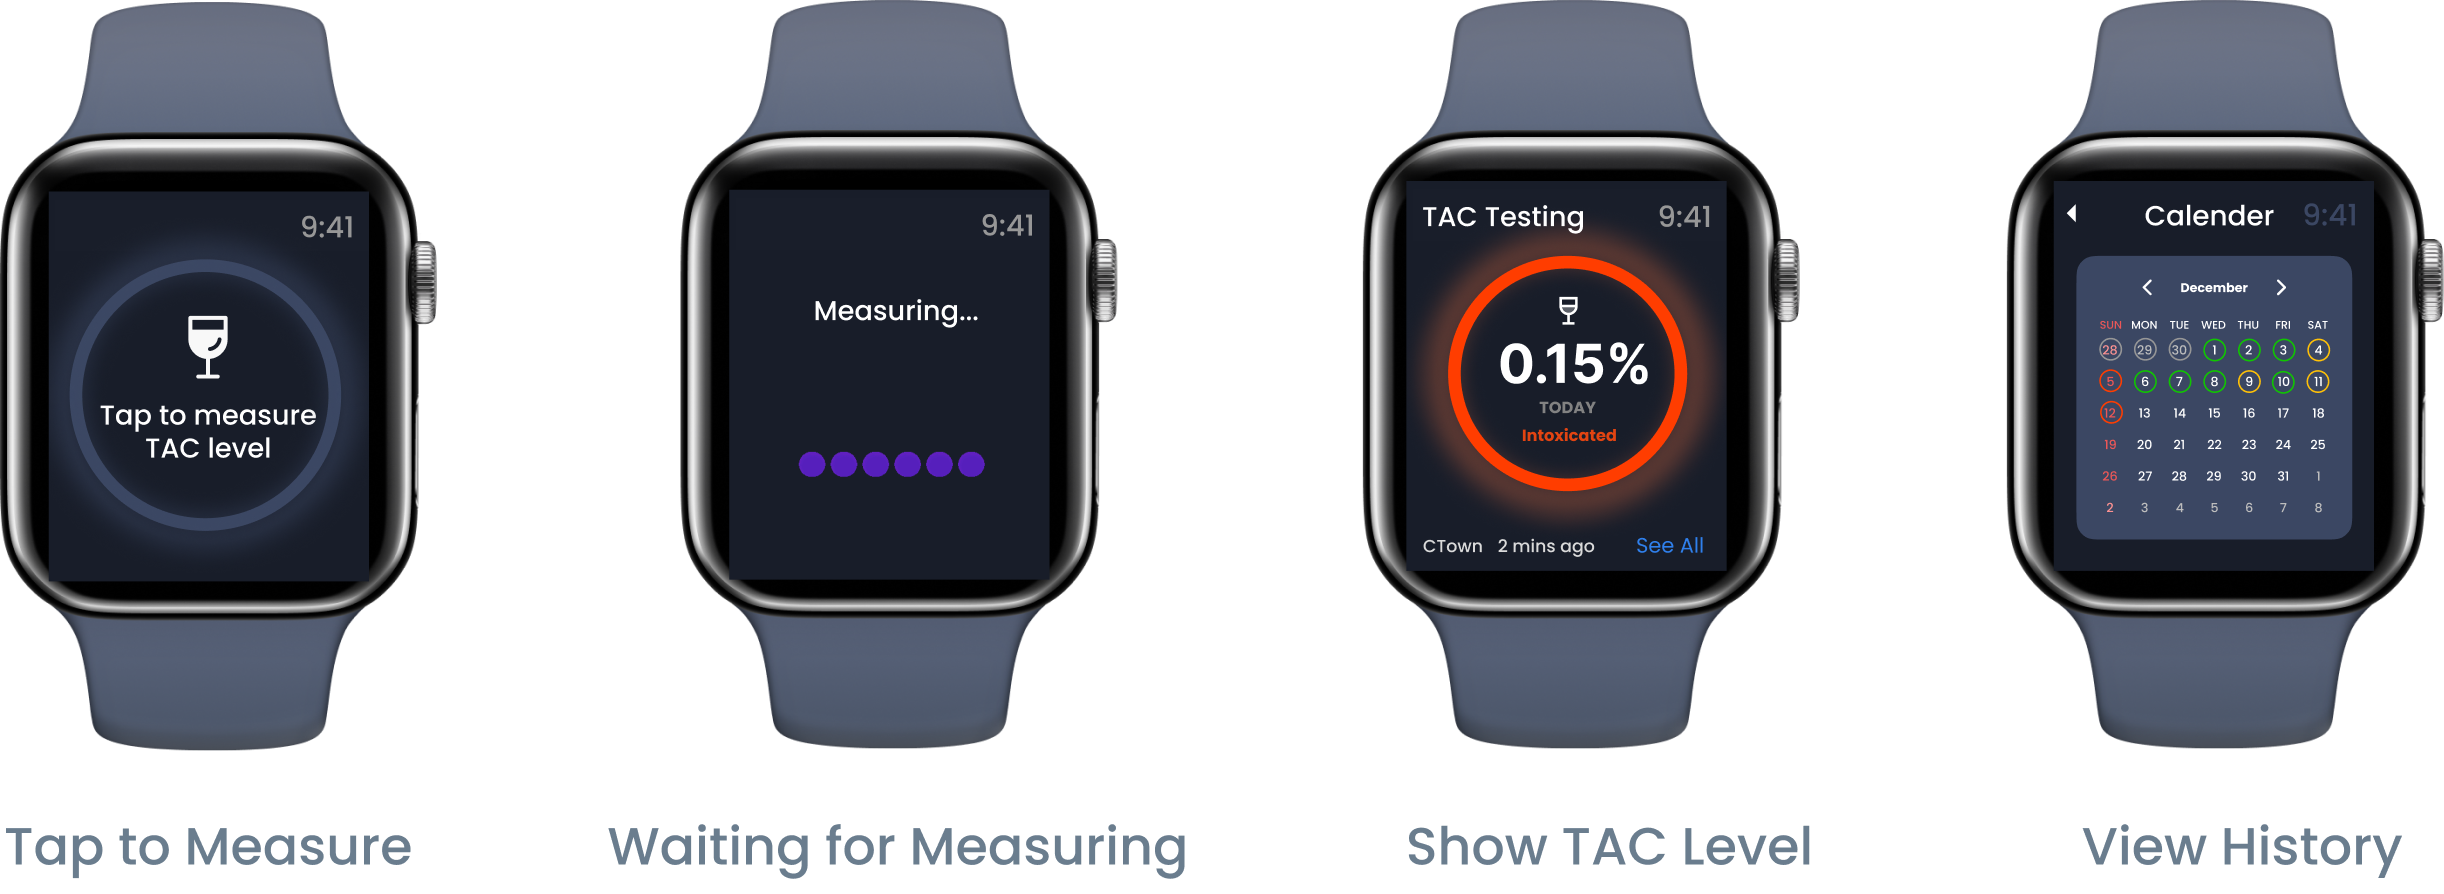 9:41
Tap to measure
TAC level
Tap to Measure
9:41
Measuring...
Waiting for Measuring
TAC Testing 9:41
0.15%
TODAY
Intoxicated
CTown 2 mins ago See All
Show TAC Level
Calender 9:41
December
SUN MON TUE WED THU FRI SAT
28 29 30 1 2 3 4
5 6 7 8 9 10 11
12 13 14 15 16 17 18
19 20 21 22 23 24 25
26 27 28 29 30 31 1
2 3 4 5 6 7 8
View History